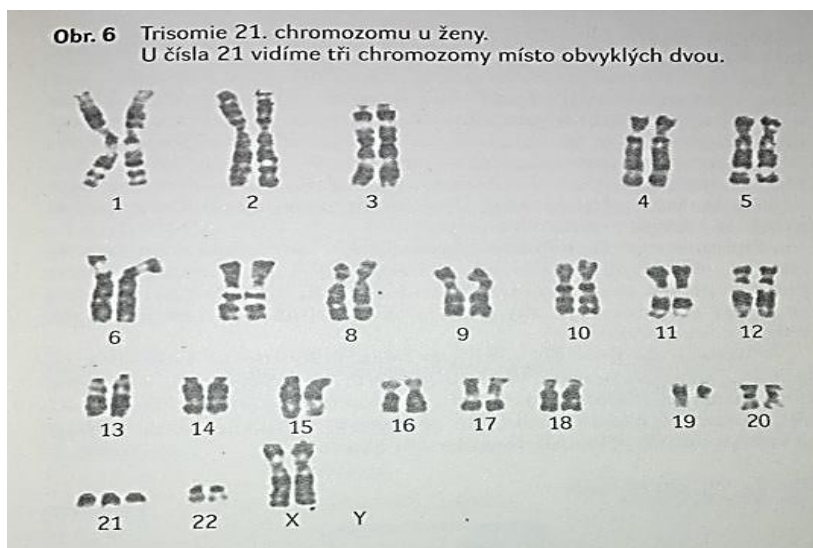 Obr. 6 Trisomie 21. chromozomu u ženy.
U čísla 21 vidíme tři chromozomy místo obvyklých dvou.
1 2 3 4 5
6 8 9 10 11 12
13 14 15 16 17 18 19 20
21 22 X Y